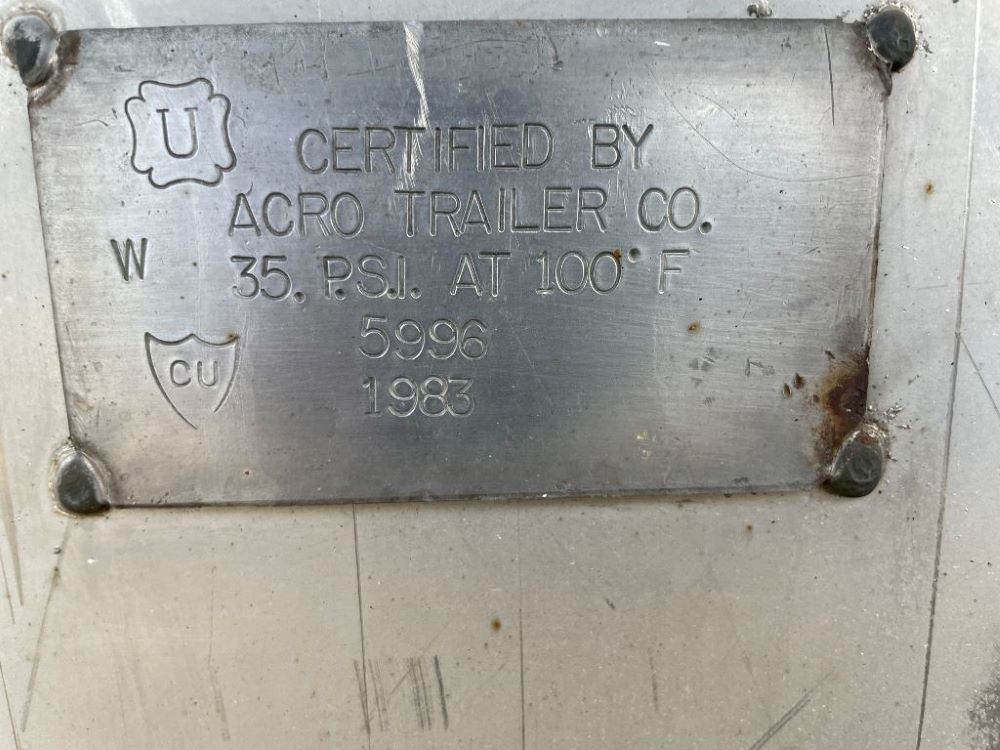 U
CERTIFIED BY
ACRO TRAILER CO.
W
35. P.S.I. AT 100° F
CU
5996
1983